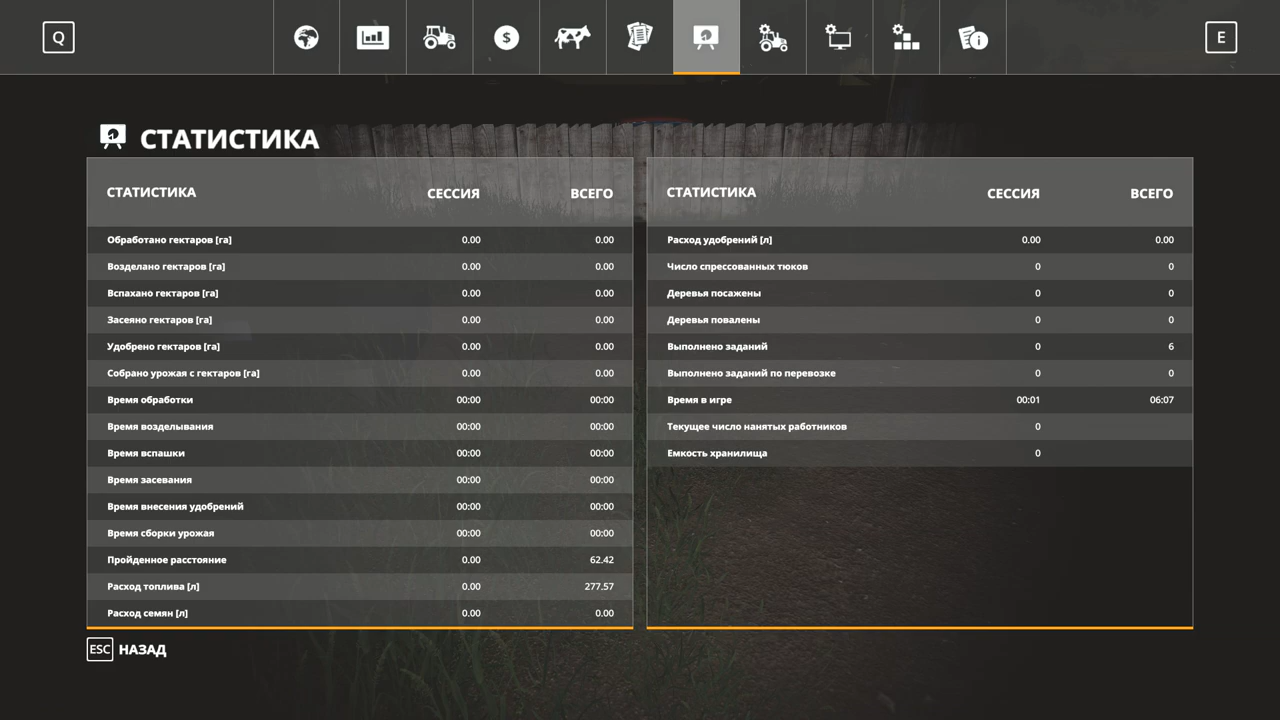 Q
E
СТАТИСТИКА
СТАТИСТИКА СЕССИЯ ВСЕГО
Обработано гектаров [га] 0.00 0.00
Возделано гектаров [га] 0.00 0.00
Вспахано гектаров [га] 0.00 0.00
Засеяно гектаров [га] 0.00 0.00
Удобрено гектаров [га] 0.00 0.00
Собрано урожая с гектаров [га] 0.00 0.00
Время обработки 00:00 00:00
Время возделывания 00:00 00:00
Время вспашки 00:00 00:00
Время засевания 00:00 00:00
Время внесения удобрений 00:00 00:00
Время сборки урожая 00:00 00:00
Пройденное расстояние 0.00 62.42
Расход топлива [л] 0.00 277.57
Расход семян [л] 0.00 0.00
СТАТИСТИКА СЕССИЯ ВСЕГО
Расход удобрений [л] 0.00 0.00
Число спрессованных тюков 0 0
Деревья посажены 0 0
Деревья повалены 0 0
Выполнено заданий 0 6
Выполнено заданий по перевозке 0 0
Время в игре 00:01 06:07
Текущее число нанятых работников 0
Емкость хранилища 0
ESC НАЗАД